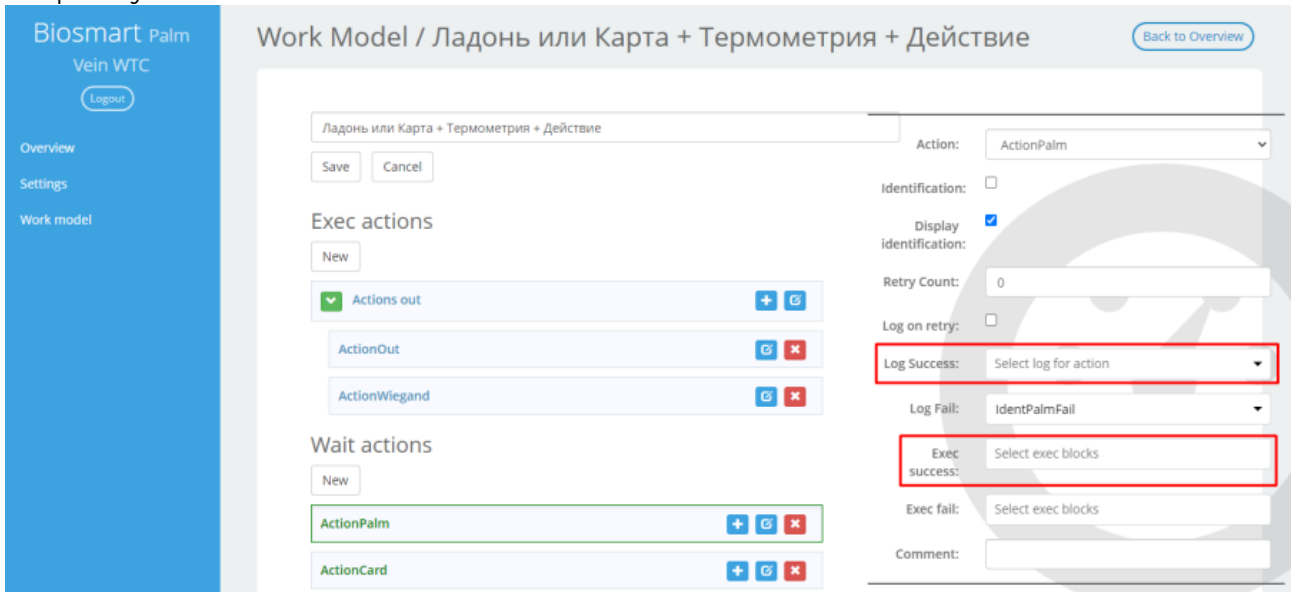 Biosmart Palm
Vein WTC
Logout
Overview
Settings
Work model
Work Model / Ладонь или Карта + Термометрия + Действие
Back to Overview
Ладонь или Карта + Термометрия + Действие
Save Cancel
Exec actions
New
Actions out
ActionOut
ActionWiegand
Wait actions
New
ActionPalm
ActionCard
Action: ActionPalm
Identification:
Display
identification:
Retry Count: 0
Log on retry:
Log Success: Select log for action
Log Fail: IdentPalmFail
Exec Select exec blocks
success:
Exec fail: Select exec blocks
Comment: